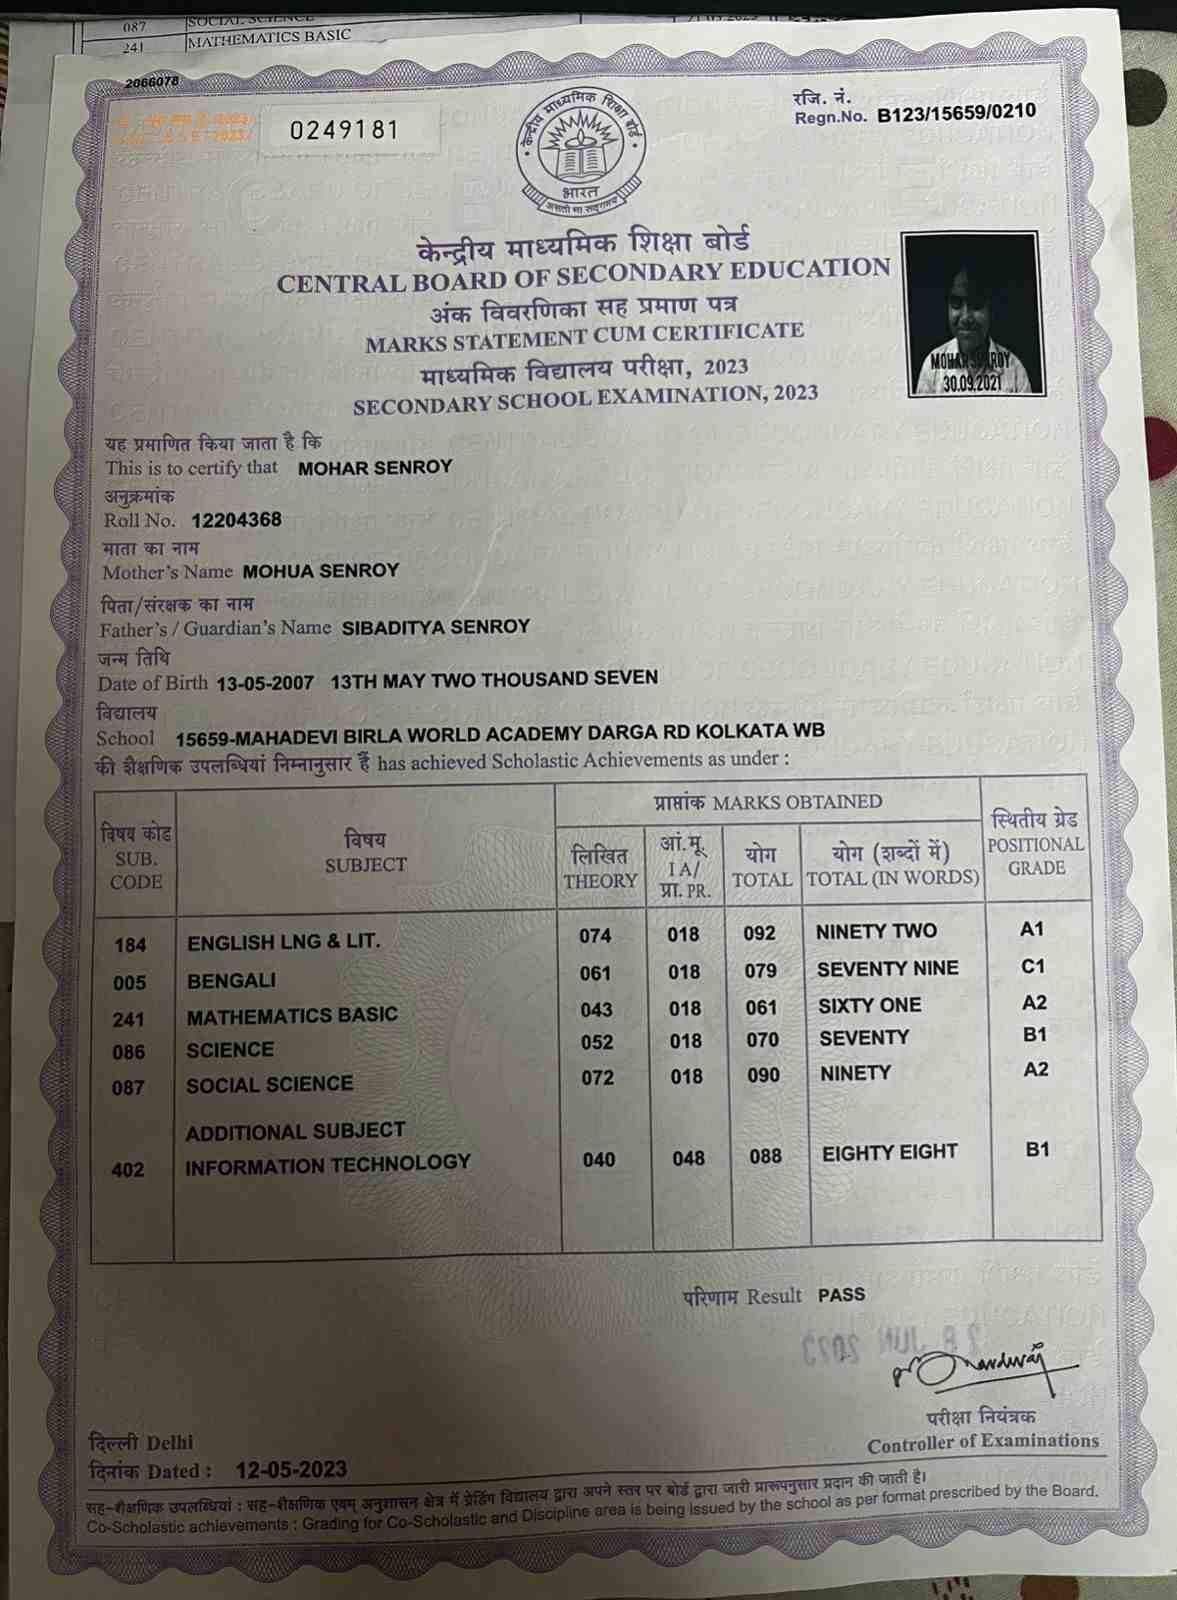 087 SOCIAL SCIENCE
241 MATHEMATICS BASIC
2066078
0249181
केन्द्रीय माध्यमिक शिक्षा बोर्ड
भारत
असतो मा सद्गमय
रजि. नं.
Regn.No. B123/15659/0210
केन्द्रीय माध्यमिक शिक्षा बोर्ड
CENTRAL BOARD OF SECONDARY EDUCATION
अंक विवरणिका सह प्रमाण पत्र
MARKS STATEMENT CUM CERTIFICATE
माध्यमिक विद्यालय परीक्षा, 2023
SECONDARY SCHOOL EXAMINATION, 2023
MOHAR SENROY
30.09.2021
यह प्रमाणित किया जाता है कि
This is to certify that MOHAR SENROY
अनुक्रमांक
Roll No. 12204368
माता का नाम
Mother's Name MOHUA SENROY
पिता/संरक्षक का नाम
Father's / Guardian's Name SIBADITYA SENROY
जन्म तिथि
Date of Birth 13-05-2007 13TH MAY TWO THOUSAND SEVEN
विद्यालय
School 15659-MAHADEVI BIRLA WORLD ACADEMY DARGA RD KOLKATA WB
की शैक्षणिक उपलब्धियां निम्नानुसार हैं has achieved Scholastic Achievements as under :
विषय कोड SUB. CODE
विषय SUBJECT
प्राप्तांक MARKS OBTAINED
लिखित THEORY
आं.मू. I A/ प्रा. PR.
योग TOTAL
योग (शब्दों में) TOTAL (IN WORDS)
स्थितीय ग्रेड POSITIONAL GRADE
184 ENGLISH LNG & LIT. 074 018 092 NINETY TWO A1
005 BENGALI 061 018 079 SEVENTY NINE C1
241 MATHEMATICS BASIC 043 018 061 SIXTY ONE A2
086 SCIENCE 052 018 070 SEVENTY B1
087 SOCIAL SCIENCE 072 018 090 NINETY A2
ADDITIONAL SUBJECT
402 INFORMATION TECHNOLOGY 040 048 088 EIGHTY EIGHT B1
परिणाम Result PASS
28 JUN 2023
परीक्षा नियंत्रक
Controller of Examinations
दिल्ली Delhi
दिनांक Dated : 12-05-2023
सह-शैक्षणिक उपलब्धियां : सह-शैक्षणिक एवम् अनुशासन क्षेत्र में ग्रेडिंग विद्यालय द्वारा अपने स्तर पर बोर्ड द्वारा जारी प्रारूपनुसार प्रदान की जाती है।
Co-Scholastic achievements : Grading for Co-Scholastic and Discipline area is being issued by the school as per format prescribed by the Board.